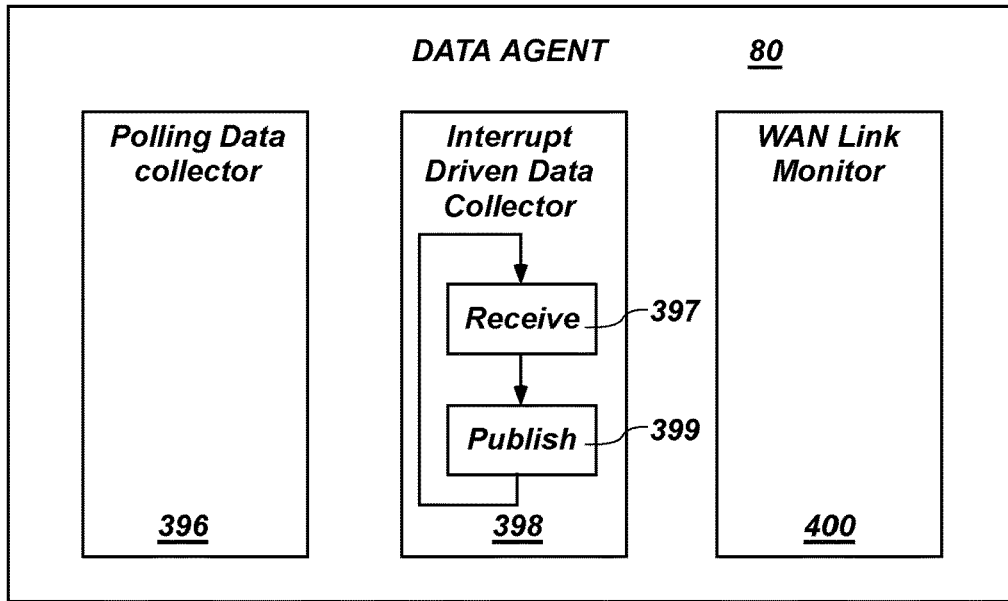 DATA AGENT 80
Polling Data
collector
396
Interrupt
Driven Data
Collector
Receive 397
Publish 399
398
WAN Link
Monitor
400